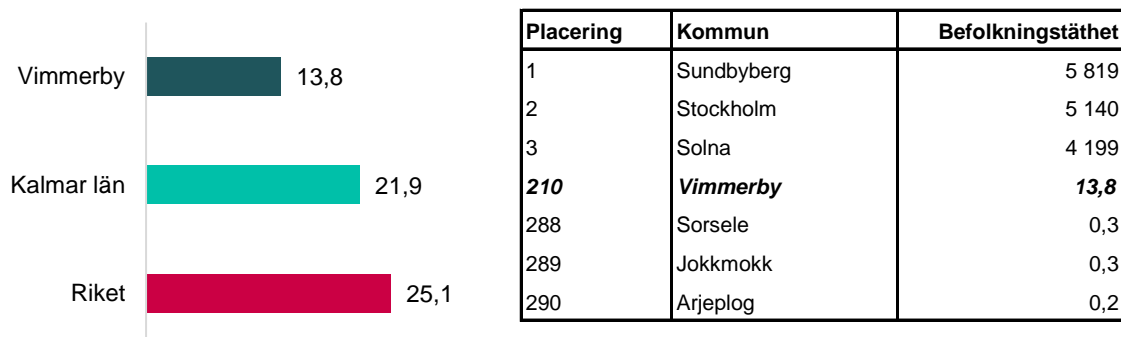 Vimmerby 13,8
Kalmar län 21,9
Riket 25,1
Placering Kommun Befolkningstäthet
1 Sundbyberg 5 819
2 Stockholm 5 140
3 Solna 4 199
210 Vimmerby 13,8
288 Sorsele 0,3
289 Jokkmokk 0,3
290 Arjeplog 0,2